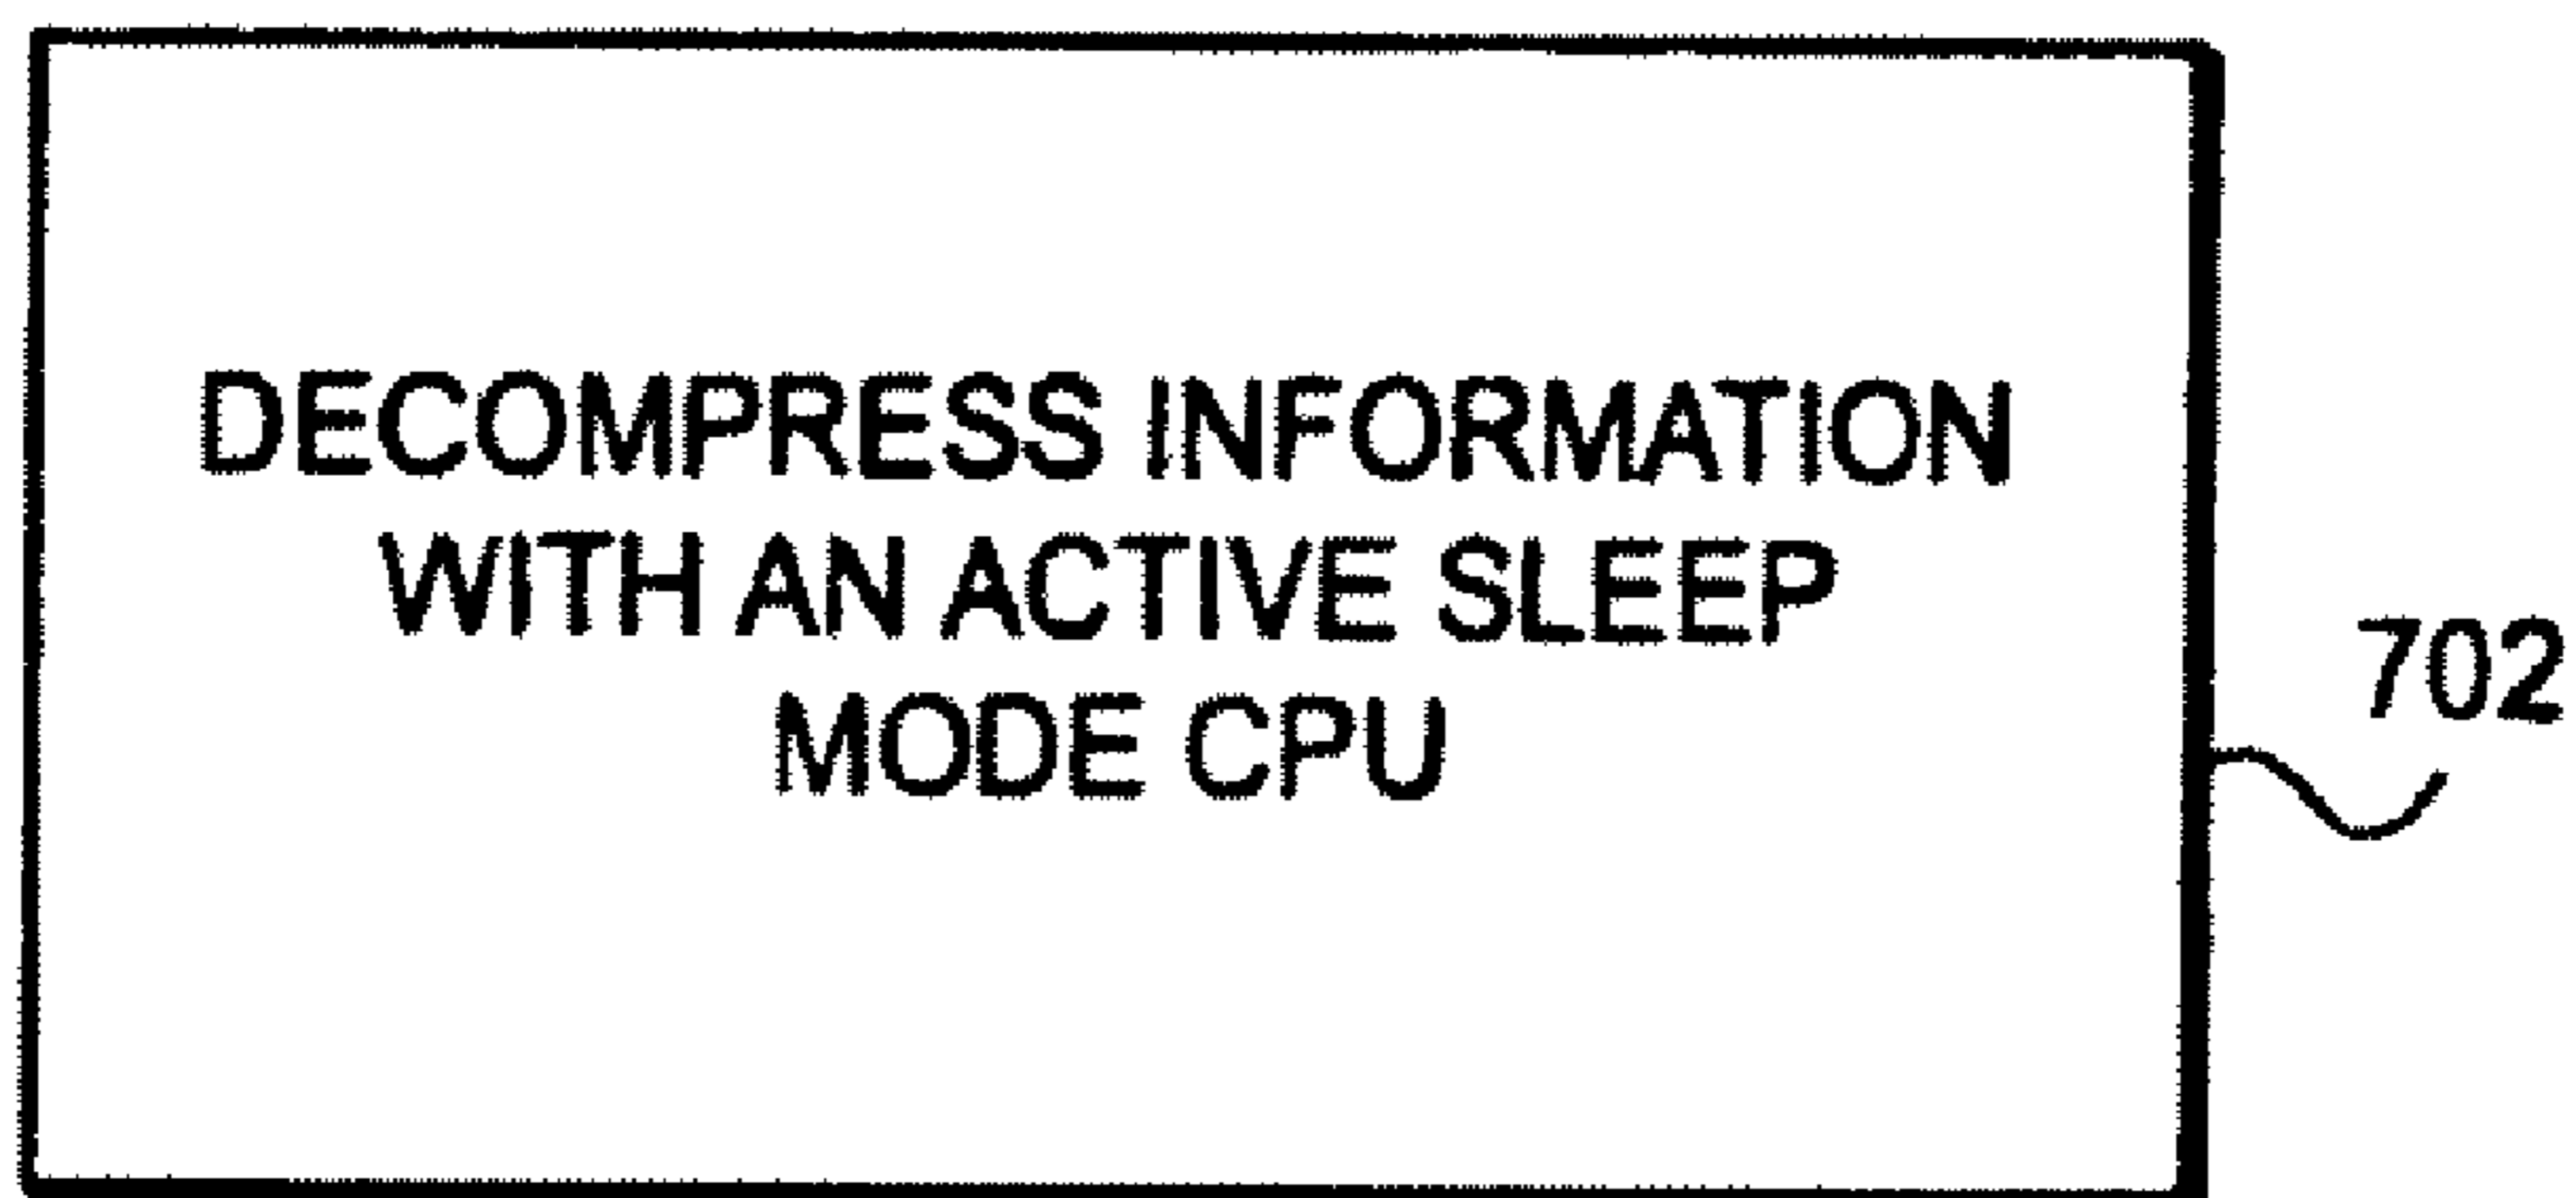 DECOMPRESS INFORMATION
WITH AN ACTIVE SLEEP
MODE CPU
702